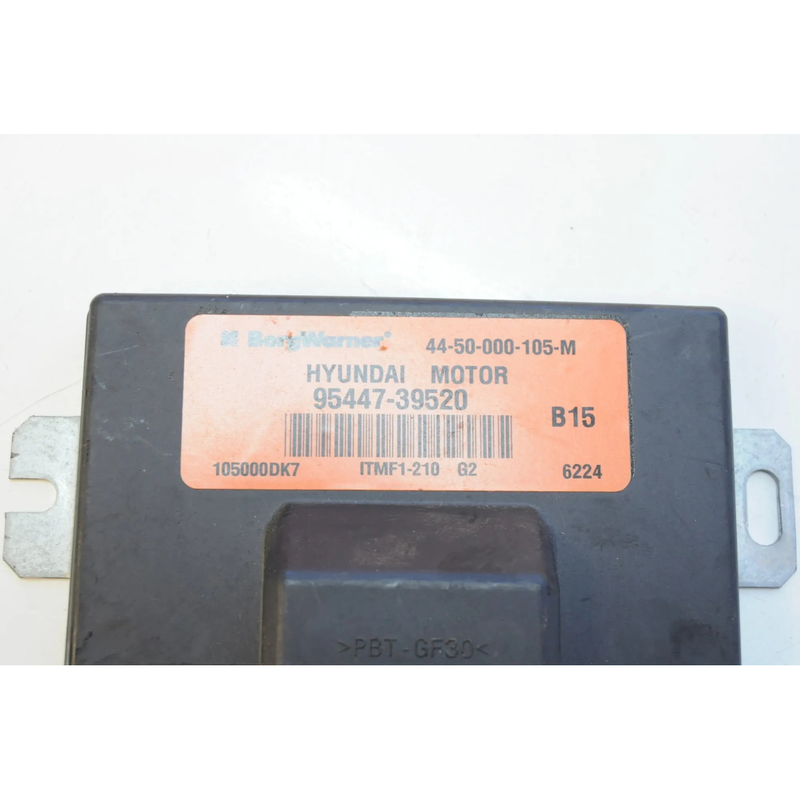 BorgWarner® 44-50-000-105-M
HYUNDAI MOTOR
95447-39520
B15
105000DK7 ITMF1-210 G2 6224
>PBT-GF30<